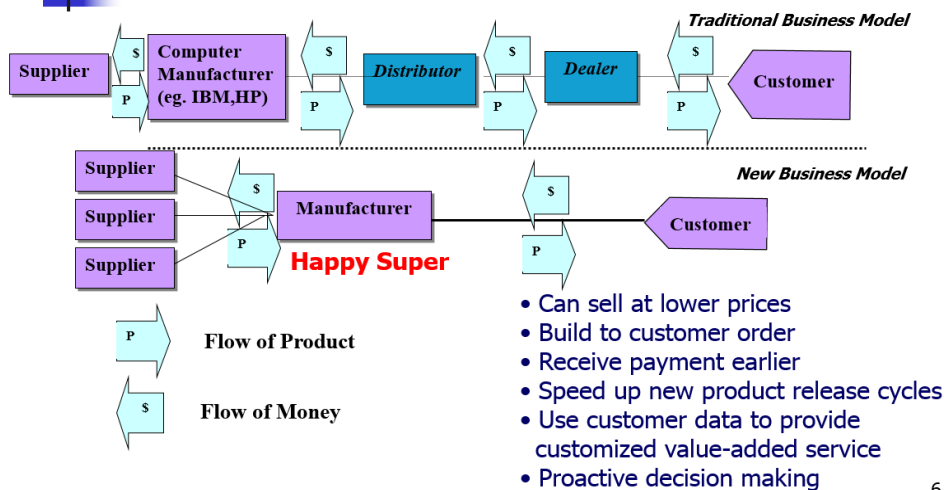 Traditional Business Model
Supplier
$
P
Computer
Manufacturer
(eg. IBM,HP)
$
P
Distributor
$
P
Dealer
$
P
Customer
New Business Model
Supplier
Supplier
Supplier
$
P
Manufacturer
Happy Super
$
P
Customer
P
Flow of Product
$
Flow of Money
• Can sell at lower prices
• Build to customer order
• Receive payment earlier
• Speed up new product release cycles
• Use customer data to provide
customized value-added service
• Proactive decision making
6